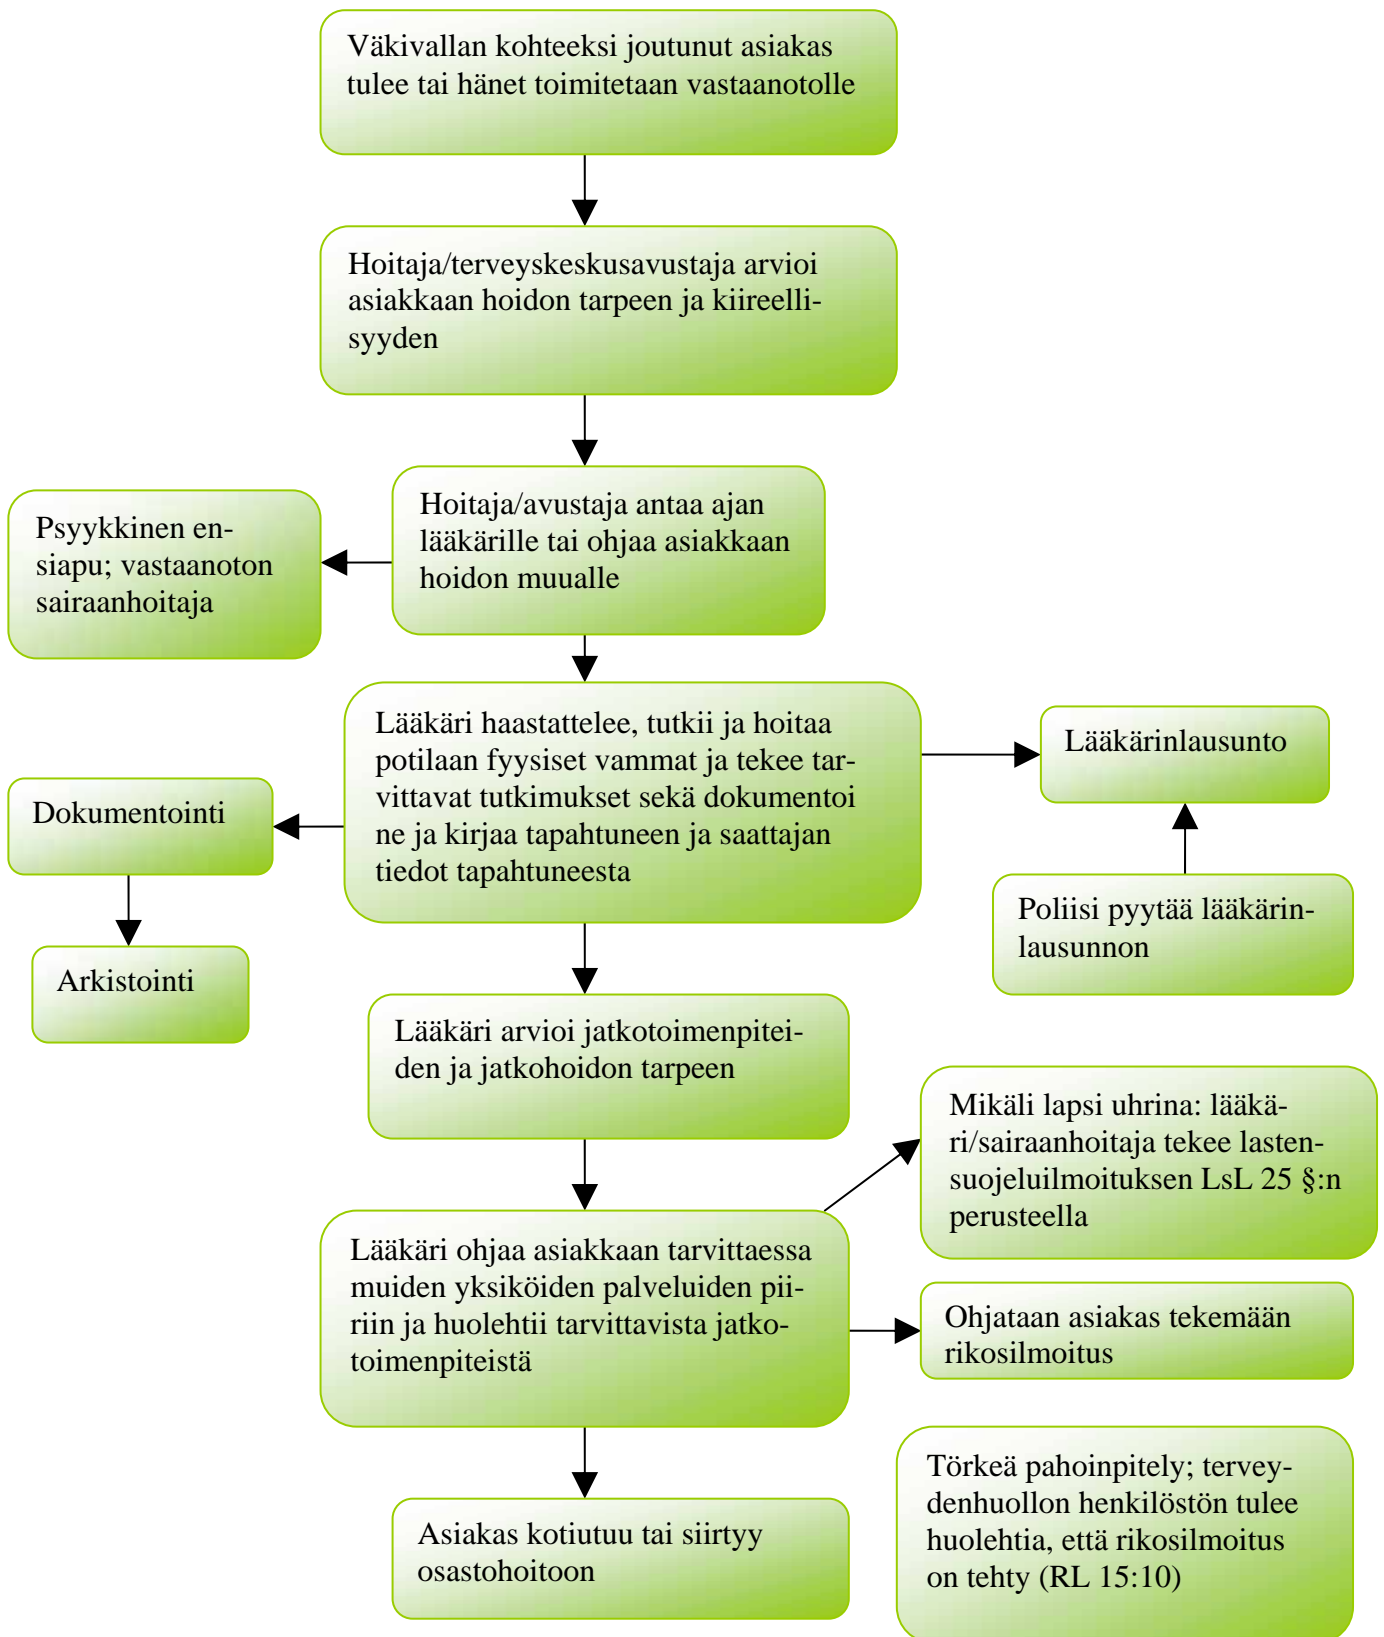 Väkivallan kohteeksi joutunut asiakas
tulee tai hänet toimitetaan vastaanotolle
Hoitaja/terveyskeskusavustaja arvioi
asiakkaan hoidon tarpeen ja kiireelli-
syyden
Hoitaja/avustaja antaa ajan
lääkärille tai ohjaa asiakkaan
hoidon muualle
Psyykkinen en-
siapu; vastaanoton
sairaanhoitaja
Lääkäri haastattelee, tutkii ja hoitaa
potilaan fyysiset vammat ja tekee tar-
vittavat tutkimukset sekä dokumentoi
ne ja kirjaa tapahtuneen ja saattajan
tiedot tapahtuneesta
Lääkärinlausunto
Dokumentointi
Poliisi pyytää lääkärin-
lausunnon
Arkistointi
Lääkäri arvioi jatkotoimenpitei-
den ja jatkohoidon tarpeen
Mikäli lapsi uhrina: lääkä-
ri/sairaanhoitaja tekee lasten-
suojeluilmoituksen LsL 25 §:n
perusteella
Lääkäri ohjaa asiakkaan tarvittaessa
muiden yksiköiden palveluiden pii-
riin ja huolehtii tarvittavista jatko-
toimenpiteistä
Ohjataan asiakas tekemään
rikosilmoitus
Törkeä pahoinpitely; tervey-
denhuollon henkilöstön tulee
huolehtia, että rikosilmoitus
on tehty (RL 15:10)
Asiakas kotiutuu tai siirtyy
osastohoitoon